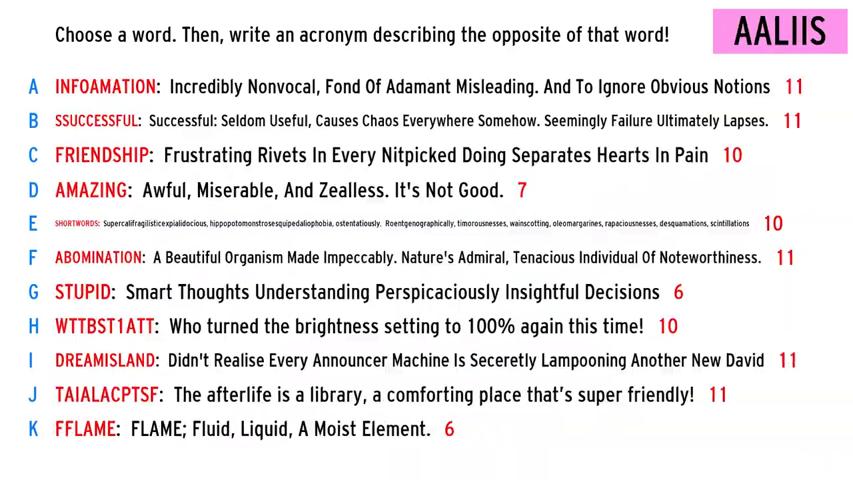 Choose a word. Then, write an acronym describing the opposite of that word!
AALIIS
A INFOAMATION: Incredibly Nonvocal, Fond Of Adamant Misleading. And To Ignore Obvious Notions 11
B SSUCCESSFUL: Successful: Seldom Useful, Causes Chaos Everywhere Somehow. Seemingly Failure Ultimately Lapses. 11
C FRIENDSHIP: Frustrating Rivets In Every Nitpicked Doing Separates Hearts In Pain 10
D AMAZING: Awful, Miserable, And Zealless. It's Not Good. 7
E SHORTWORDS: Supercalifragilisticexpialidocious, hippopotomonstrosesquipedaliophobia, ostentatiously. Roentgenographically, timorousnesses, wainscotting, oleomargarines, rapaciousnesses, desquamations, scintillations 10
F ABOMINATION: A Beautiful Organism Made Impeccably. Nature's Admiral, Tenacious Individual Of Noteworthiness. 11
G STUPID: Smart Thoughts Understanding Perspicaciously Insightful Decisions 6
H WTTBST1ATT: Who turned the brightness setting to 100% again this time! 10
I DREAMISLAND: Didn't Realise Every Announcer Machine Is Seceretly Lampooning Another New David 11
J TAIALACPTSF: The afterlife is a library, a comforting place that's super friendly! 11
K FFLAME: FLAME; Fluid, Liquid, A Moist Element. 6